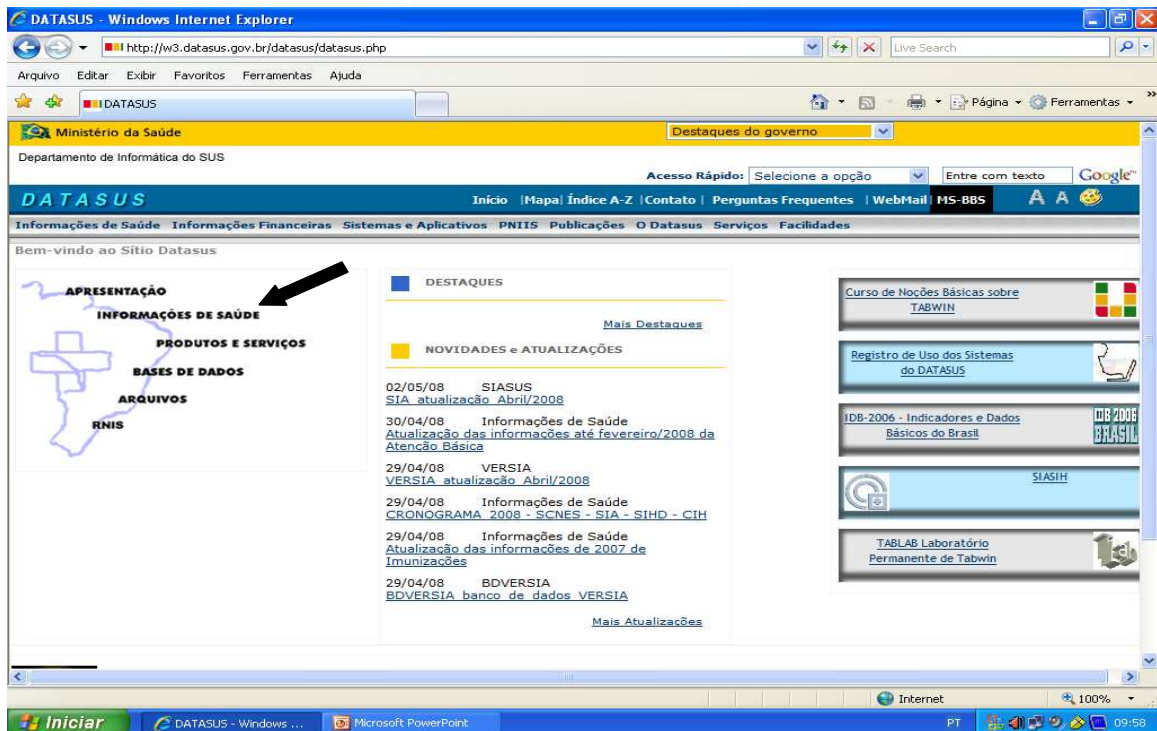 DATASUS - Windows Internet Explorer
http://w3.datasus.gov.br/datasus/datasus.php
Live Search
Arquivo Editar Exibir Favoritos Ferramentas Ajuda
DATASUS
Página
Ferramentas
Ministério da Saúde
Destaques do governo
Departamento de Informática do SUS
Acesso Rápido: Selecione a opção Entre com texto Google
DATASUS
Início |Mapa| Índice A-Z |Contato | Perguntas Frequentes | WebMail| MS-BBS A A
Informações de Saúde Informações Financeiras Sistemas e Aplicativos PNIIS Publicações O Datasus Serviços Facilidades
Bem-vindo ao Sítio Datasus
APRESENTAÇÃO
INFORMAÇÕES DE SAÚDE
PRODUTOS E SERVIÇOS
BASES DE DADOS
ARQUIVOS
RNIS
DESTAQUES
Mais Destaques
NOVIDADES e ATUALIZAÇÕES
02/05/08 SIASUS
SIA atualização Abril/2008
30/04/08 Informações de Saúde
Atualização das informações até fevereiro/2008 da
Atenção Básica
29/04/08 VERSIA
VERSIA atualização Abril/2008
29/04/08 Informações de Saúde
CRONOGRAMA 2008 - SCNES - SIA - SIHD - CIH
29/04/08 Informações de Saúde
Atualização das informações de 2007 de
Imunizações
29/04/08 BDVERSIA
BDVERSIA banco de dados VERSIA
Mais Atualizações
Curso de Noções Básicas sobre
TABWIN
Registro de Uso dos Sistemas
do DATASUS
IDB-2006 - Indicadores e Dados
Básicos do Brasil
IDB 2006
BRASIL
SIASIH
TABLAB Laboratório
Permanente de Tabwin
Internet
100%
Iniciar
DATASUS - Windows ...
Microsoft PowerPoint
PT
09:58